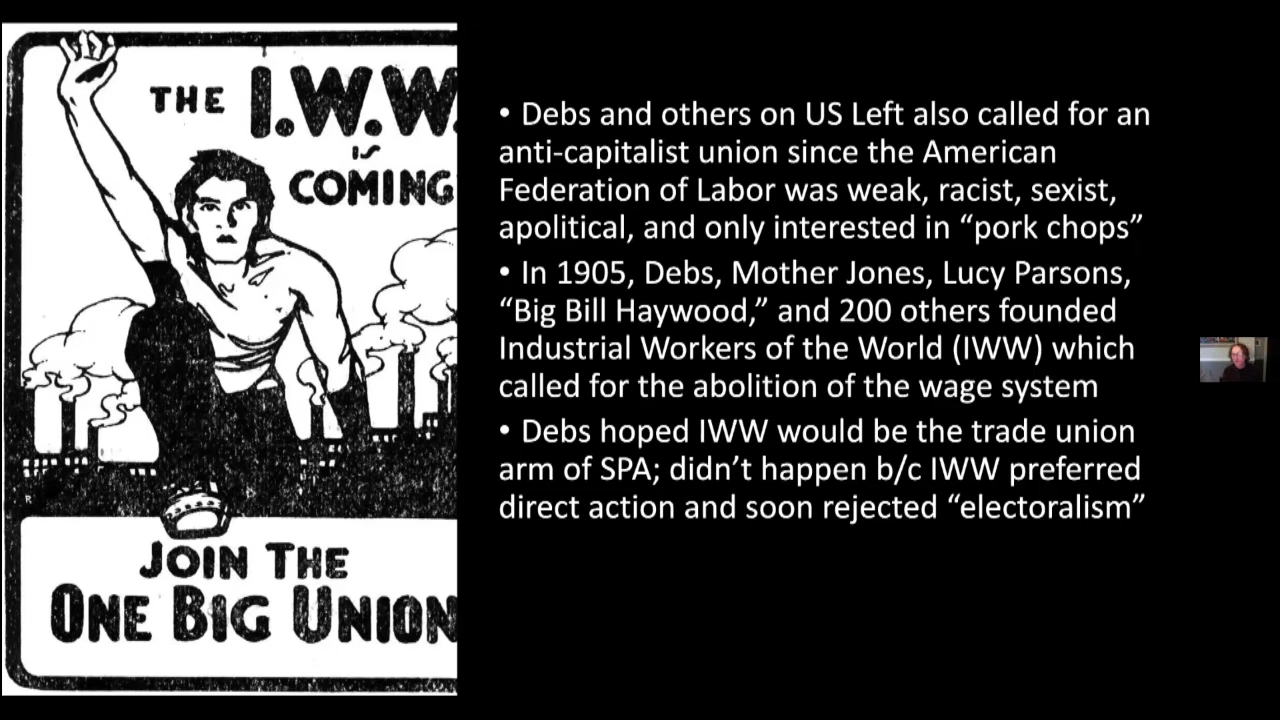 THE I.W.W.
IS
COMING
JOIN THE
ONE BIG UNION
• Debs and others on US Left also called for an
anti-capitalist union since the American
Federation of Labor was weak, racist, sexist,
apolitical, and only interested in “pork chops”
• In 1905, Debs, Mother Jones, Lucy Parsons,
“Big Bill Haywood,” and 200 others founded
Industrial Workers of the World (IWW) which
called for the abolition of the wage system
• Debs hoped IWW would be the trade union
arm of SPA; didn’t happen b/c IWW preferred
direct action and soon rejected “electoralism”